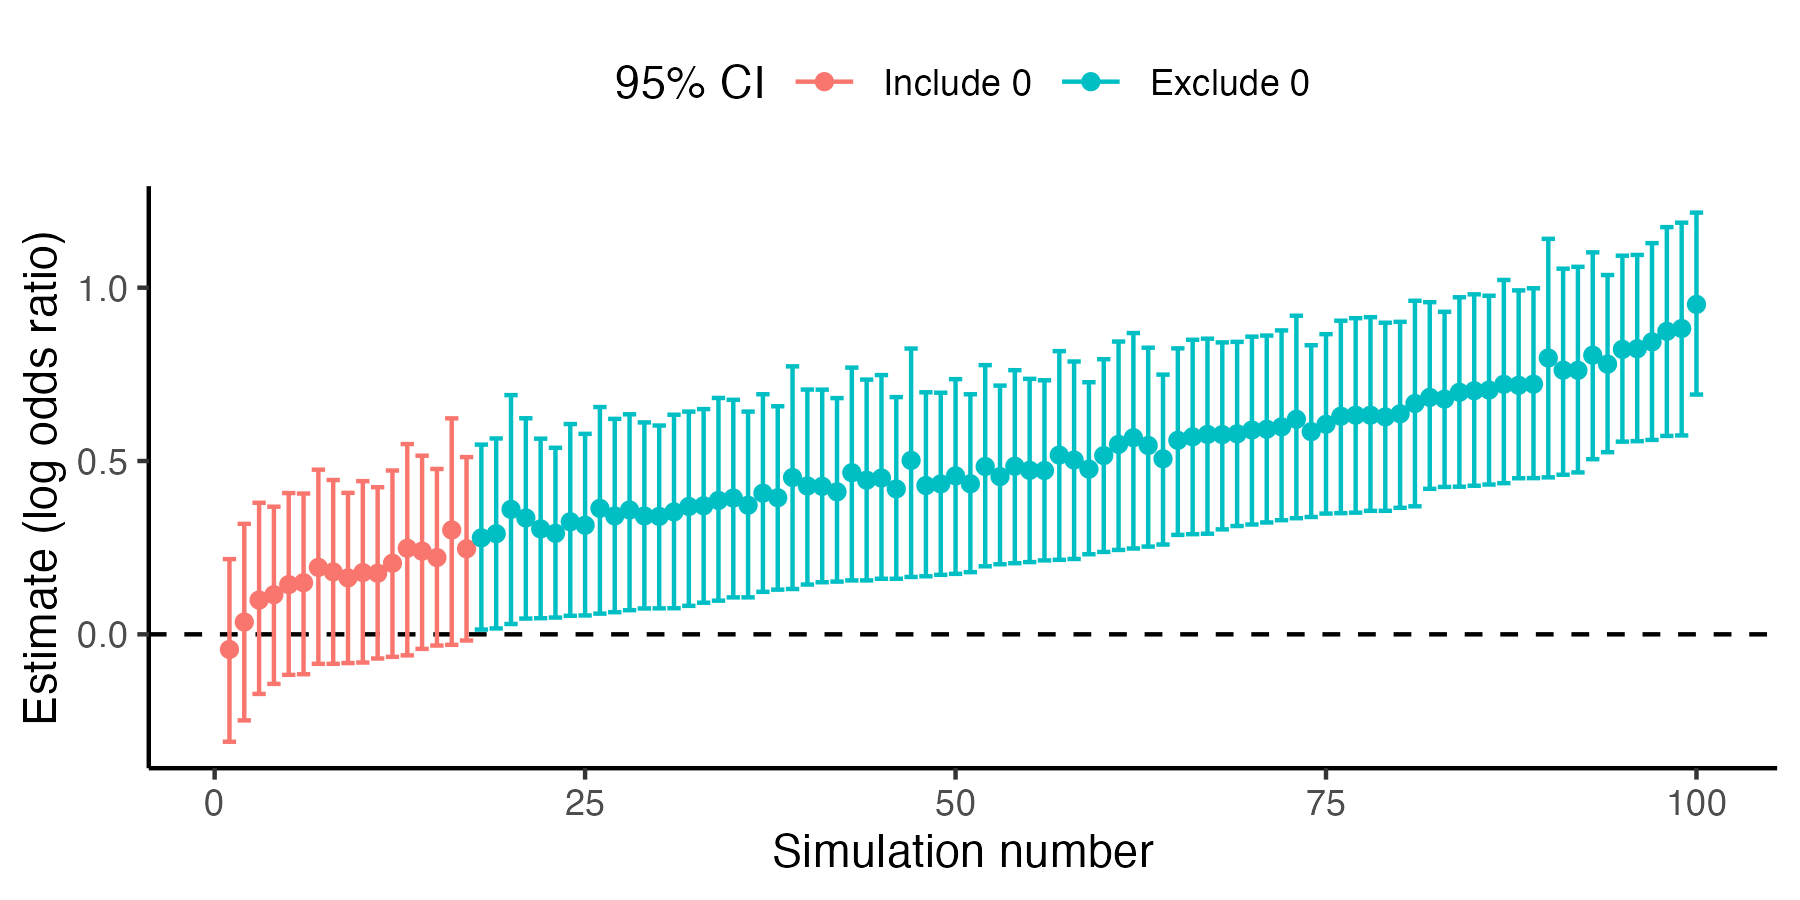 95% CI Include 0 Exclude 0
Estimate (log odds ratio)
1.0
0.5
0.0
0 25 50 75 100
Simulation number